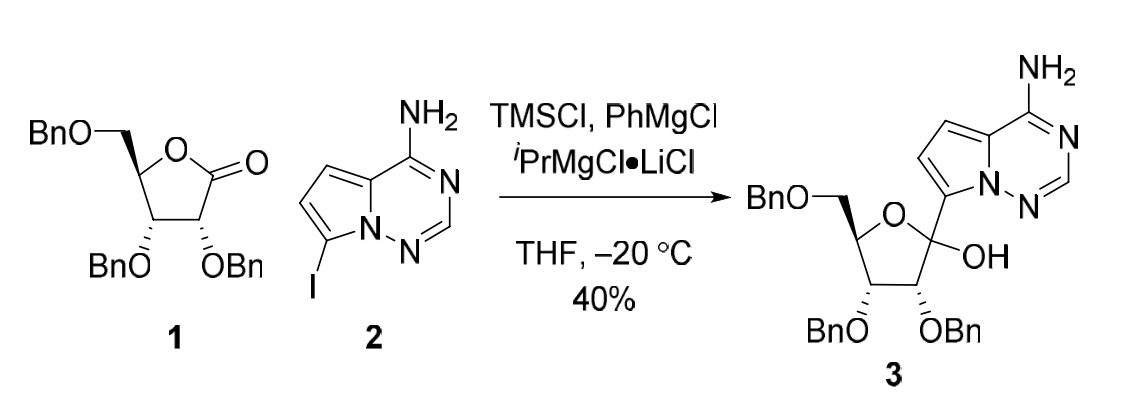 NH₂
BnO
O
O
NH₂
N
N
N
I
BnO
OBn
1
2
TMSCl, PhMgCl
ⁱPrMgCl•LiCl
THF, –20 °C
40%
NH₂
N
N
N
BnO
O
OH
BnO
OBn
3